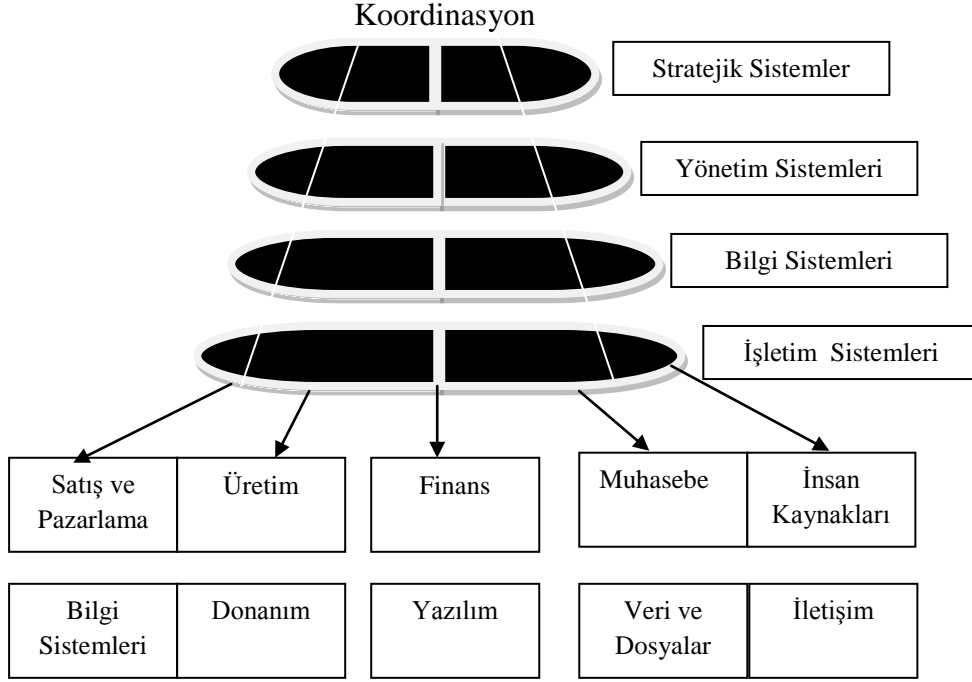 Koordinasyon
Stratejik Sistemler
Yönetim Sistemleri
Bilgi Sistemleri
İşletim Sistemleri
Satış ve
Pazarlama
Üretim
Finans
Muhasebe
İnsan
Kaynakları
Bilgi
Sistemleri
Donanım
Yazılım
Veri ve
Dosyalar
İletişim